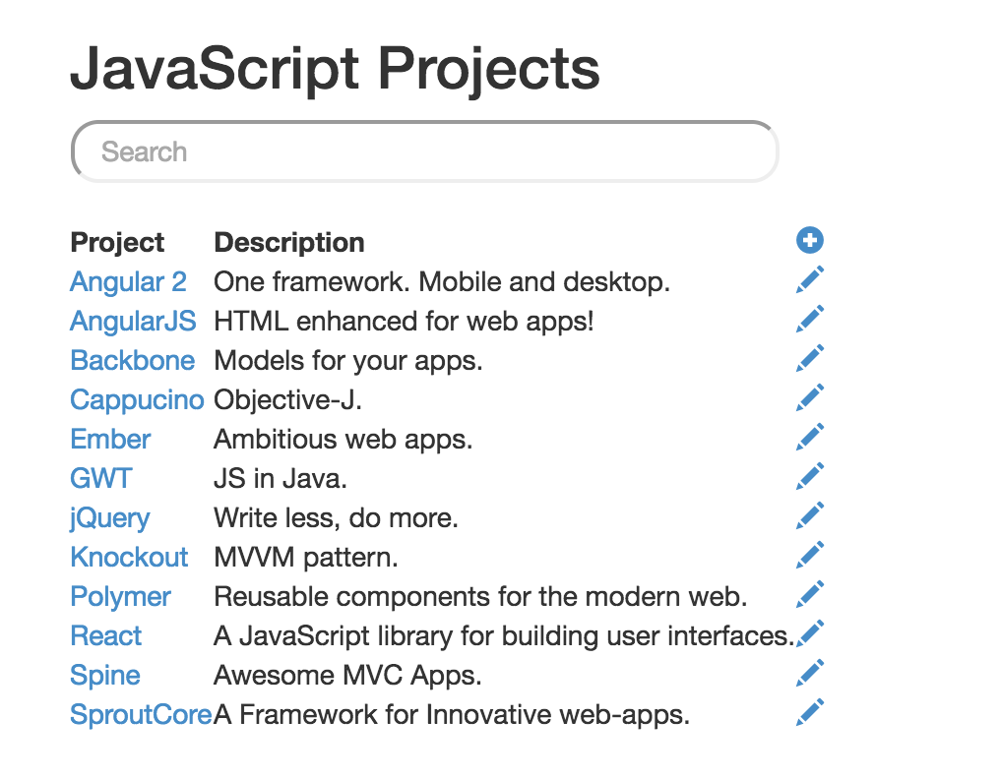 JavaScript Projects
Search
Project Description
Angular 2 One framework. Mobile and desktop.
AngularJS HTML enhanced for web apps!
Backbone Models for your apps.
Cappucino Objective-J.
Ember Ambitious web apps.
GWT JS in Java.
jQuery Write less, do more.
Knockout MVVM pattern.
Polymer Reusable components for the modern web.
React A JavaScript library for building user interfaces.
Spine Awesome MVC Apps.
SproutCore A Framework for Innovative web-apps.